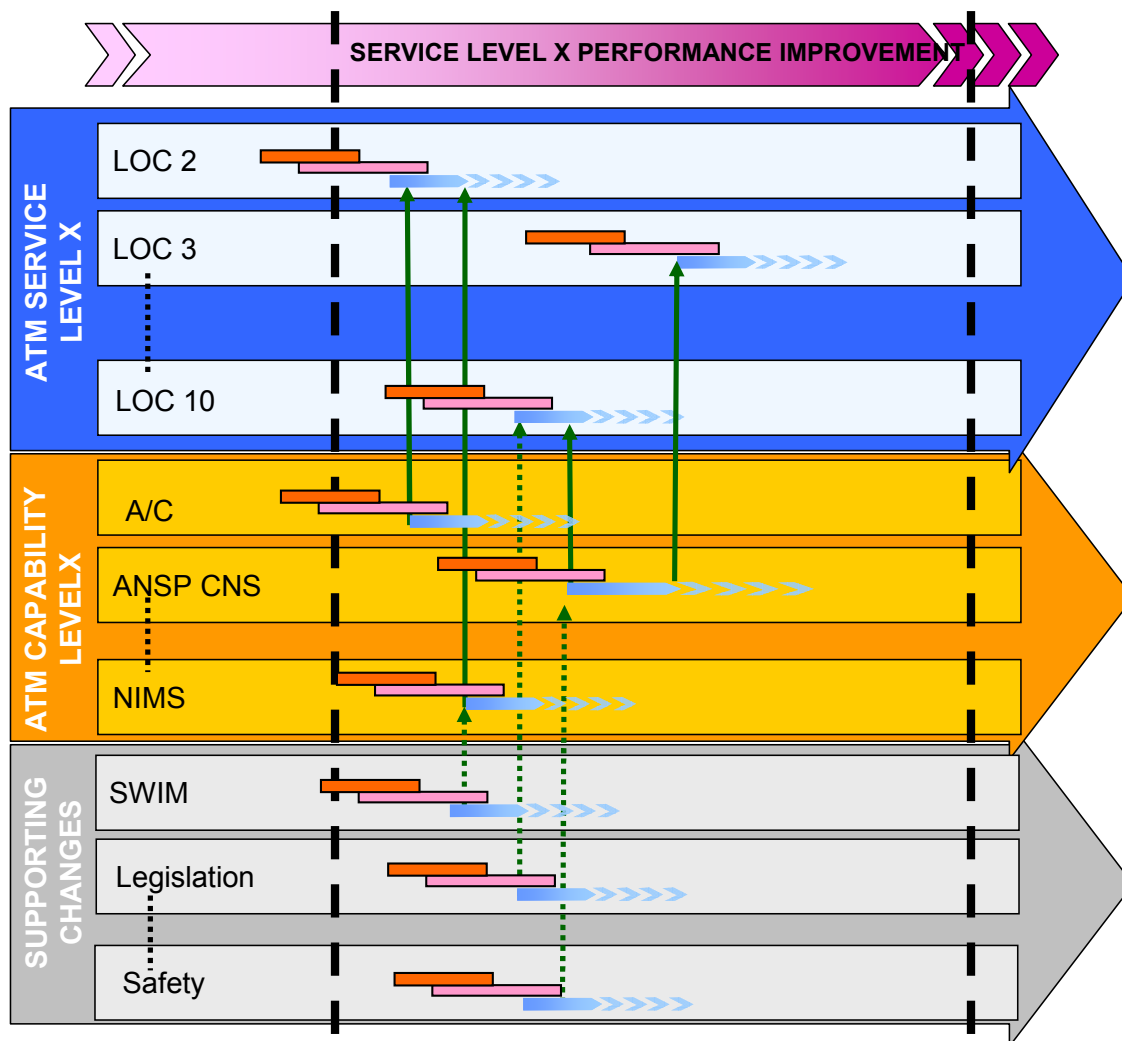 SERVICE LEVEL X PERFORMANCE IMPROVEMENT
ATM SERVICE
LEVEL X
LOC 2
LOC 3
LOC 10
ATM CAPABILITY
LEVELX
A/C
ANSP CNS
NIMS
SUPPORTING
CHANGES
SWIM
Legislation
Safety